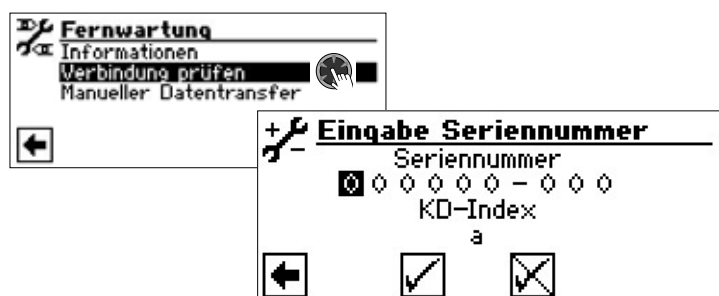 Fernwartung
Informationen
Verbindung prüfen
Manueller Datentransfer
Eingabe Seriennummer
Seriennummer
0 0 0 0 0 0 - 0 0 0
KD-Index
a